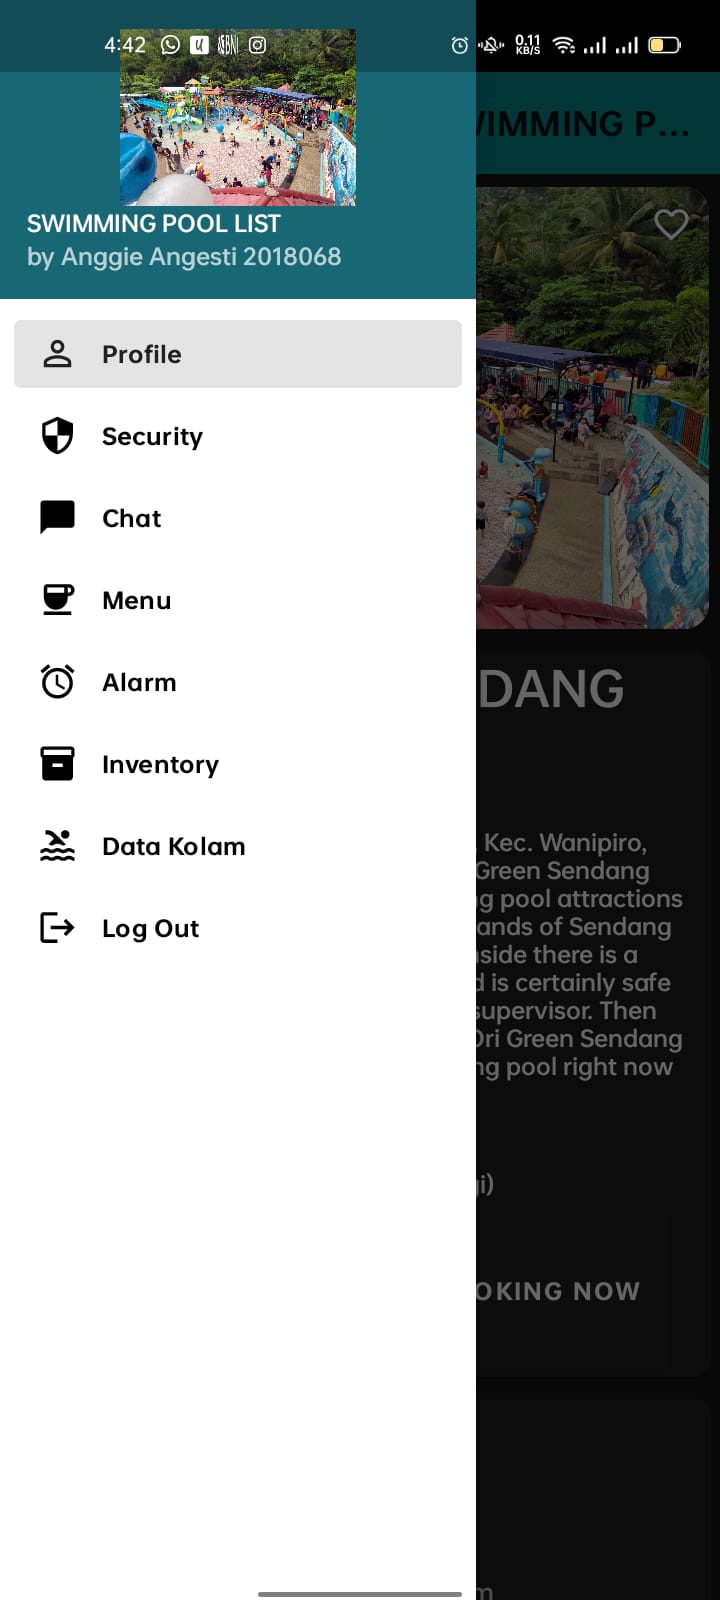 4:42
0.11
KB/S
SWIMMING POOL LIST
by Anggie Angesti 2018068
Profile
Security
Chat
Menu
Alarm
Inventory
Data Kolam
Log Out
IMMING P...
DANG
Kec. Wanipiro,
Green Sendang
g pool attractions
ands of Sendang
side there is a
d is certainly safe
supervisor. Then
Ori Green Sendang
ng pool right now
gi)
OKING NOW
m